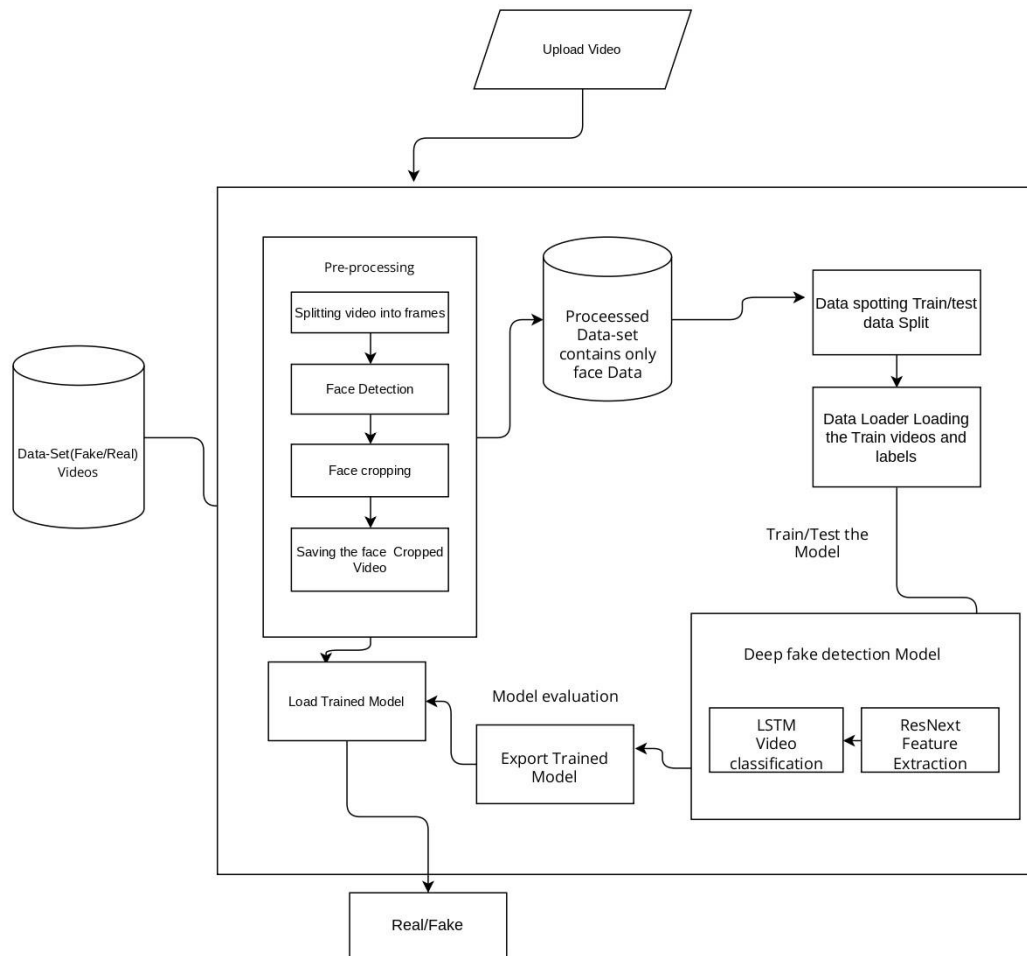 Upload Video
Pre-processing
Splitting video into frames
Face Detection
Face cropping
Saving the face Cropped
Video
Proceessed
Data-set
contains only
face Data
Data spotting Train/test
data Split
Data Loader Loading
the Train videos and
labels
Data-Set(Fake/Real)
Videos
Train/Test the
Model
Deep fake detection Model
LSTM
Video
classification
ResNext
Feature
Extraction
Model evaluation
Export Trained
Model
Load Trained Model
Real/Fake